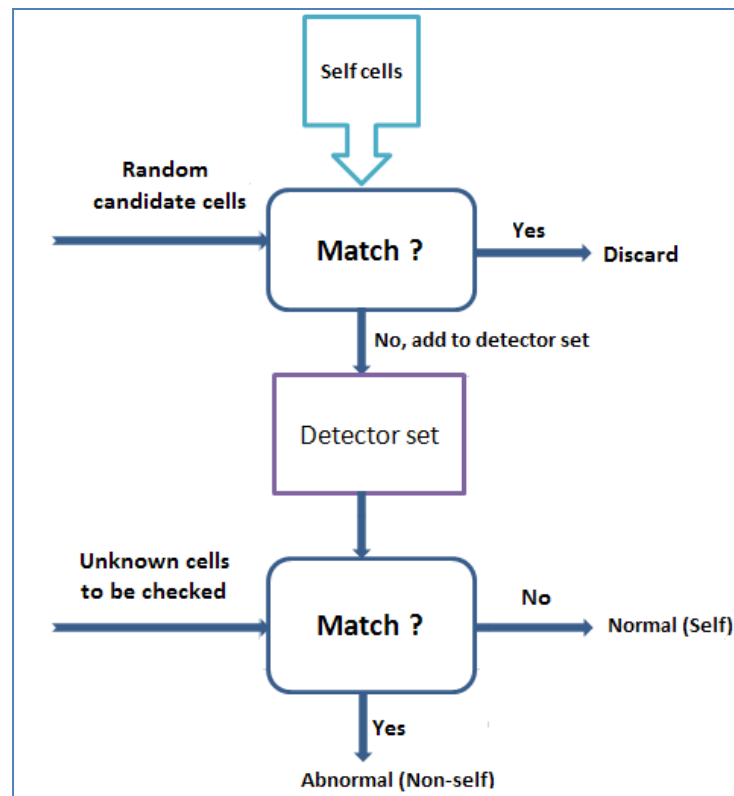 Self cells
Random
candidate cells
Match ?
Yes
Discard
No, add to detector set
Detector set
Unknown cells
to be checked
Match ?
No
Normal (Self)
Yes
Abnormal (Non-self)